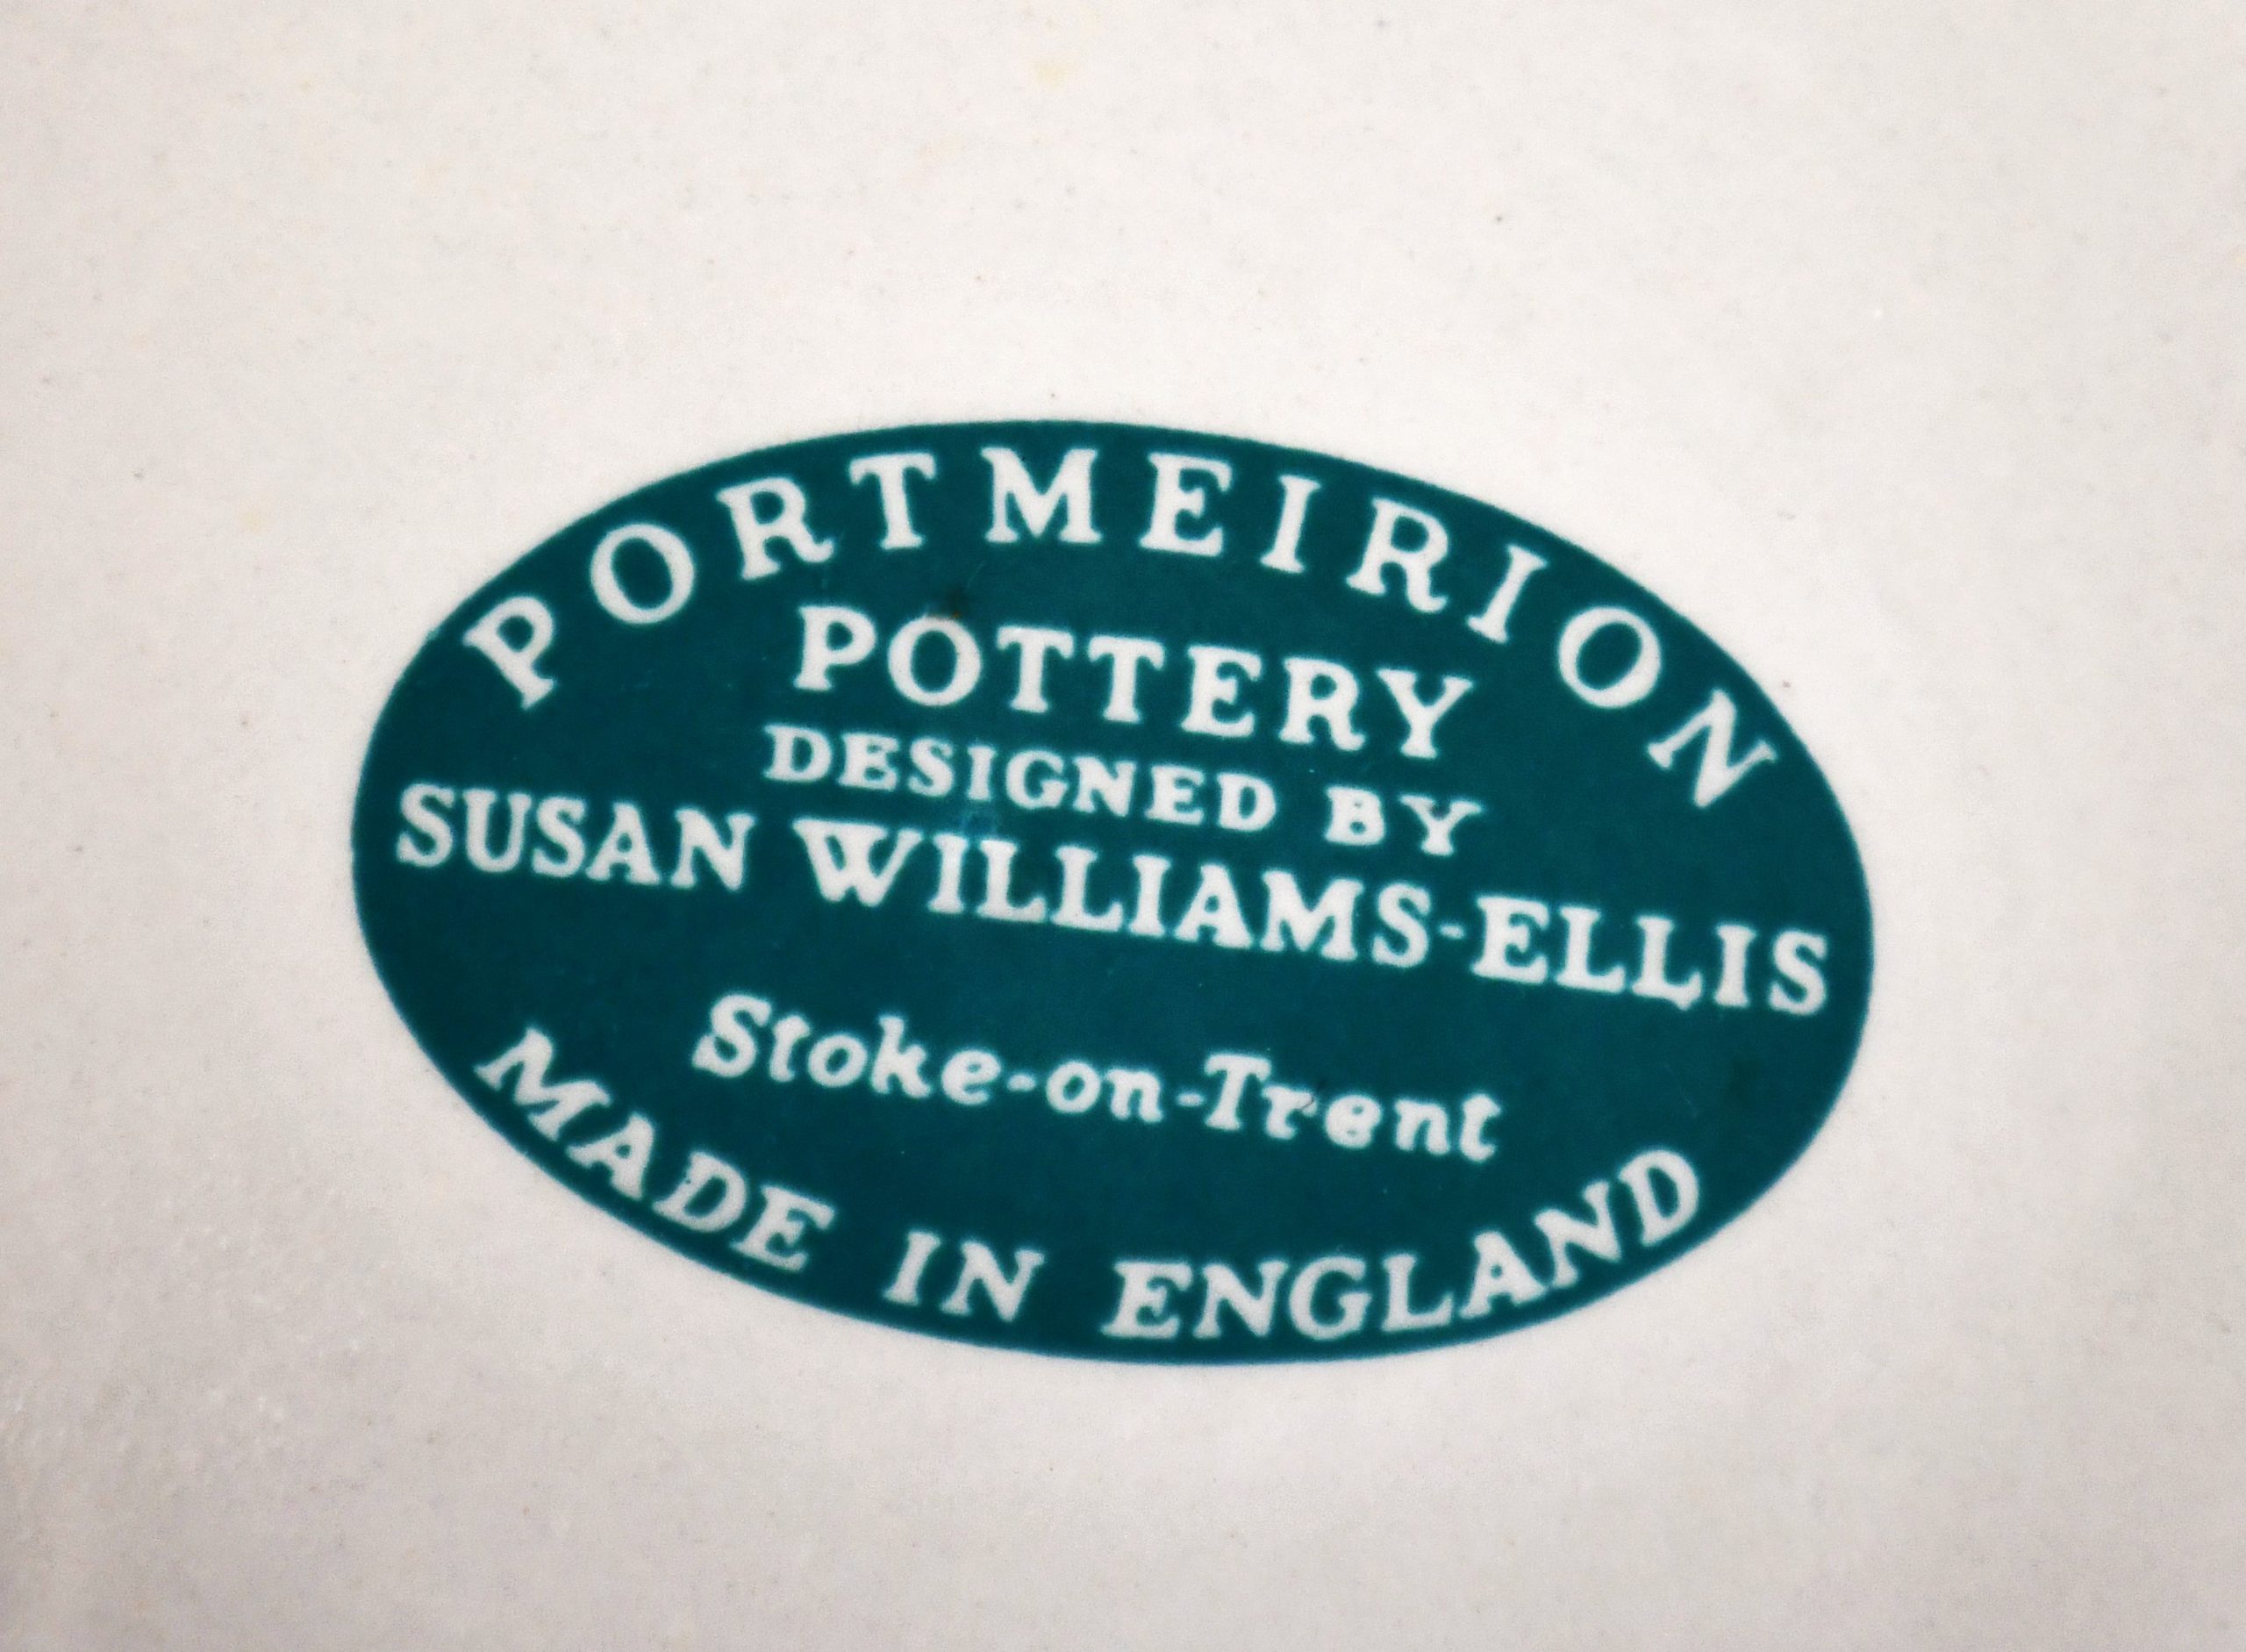 PORTMEIRION
POTTERY
DESIGNED BY
SUSAN WILLIAMS-ELLIS
Stoke-on-Trent
MADE IN ENGLAND